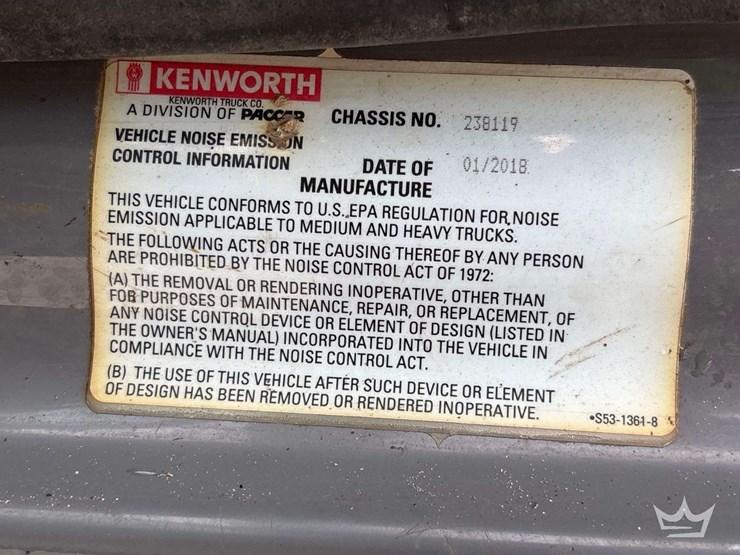 KENWORTH
KENWORTH TRUCK CO.
A DIVISION OF PACCAR
CHASSIS NO. 238119
VEHICLE NOISE EMISSION
CONTROL INFORMATION
DATE OF 01/2018
MANUFACTURE
THIS VEHICLE CONFORMS TO U.S. EPA REGULATION FOR NOISE
EMISSION APPLICABLE TO MEDIUM AND HEAVY TRUCKS.
THE FOLLOWING ACTS OR THE CAUSING THEREOF BY ANY PERSON
ARE PROHIBITED BY THE NOISE CONTROL ACT OF 1972:
(A) THE REMOVAL OR RENDERING INOPERATIVE, OTHER THAN
FOR PURPOSES OF MAINTENANCE, REPAIR, OR REPLACEMENT, OF
ANY NOISE CONTROL DEVICE OR ELEMENT OF DESIGN (LISTED IN
THE OWNER'S MANUAL) INCORPORATED INTO THE VEHICLE IN
COMPLIANCE WITH THE NOISE CONTROL ACT.
(B) THE USE OF THIS VEHICLE AFTER SUCH DEVICE OR ELEMENT
OF DESIGN HAS BEEN REMOVED OR RENDERED INOPERATIVE.
•S53-1361-8